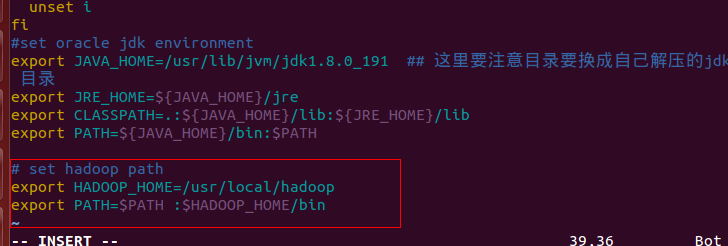 unset i
fi
#set oracle jdk environment
export JAVA_HOME=/usr/lib/jvm/jdk1.8.0_191  ## 这里要注意目录要换成自己解压的jdk
目录
export JRE_HOME=${JAVA_HOME}/jre
export CLASSPATH=.:${JAVA_HOME}/lib:${JRE_HOME}/lib
export PATH=${JAVA_HOME}/bin:$PATH
# set hadoop path
export HADOOP_HOME=/usr/local/hadoop
export PATH=$PATH :$HADOOP_HOME/bin
~
-- INSERT -- 39,36 Bot